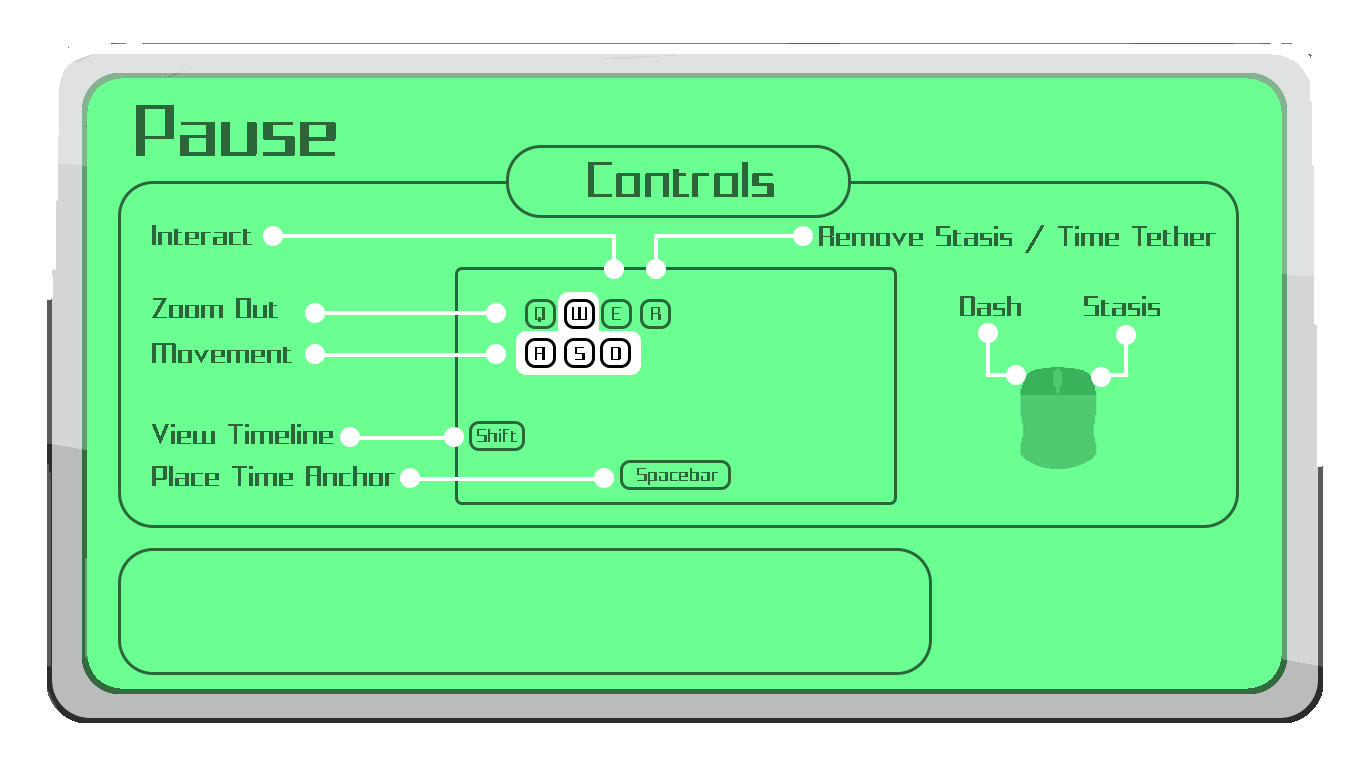 Pause
Controls
Interact
Remove Stasis / Time Tether
Zoom Out
Q W E R
Dash
Stasis
Movement
A S D
View Timeline
Shift
Place Time Anchor
Spacebar